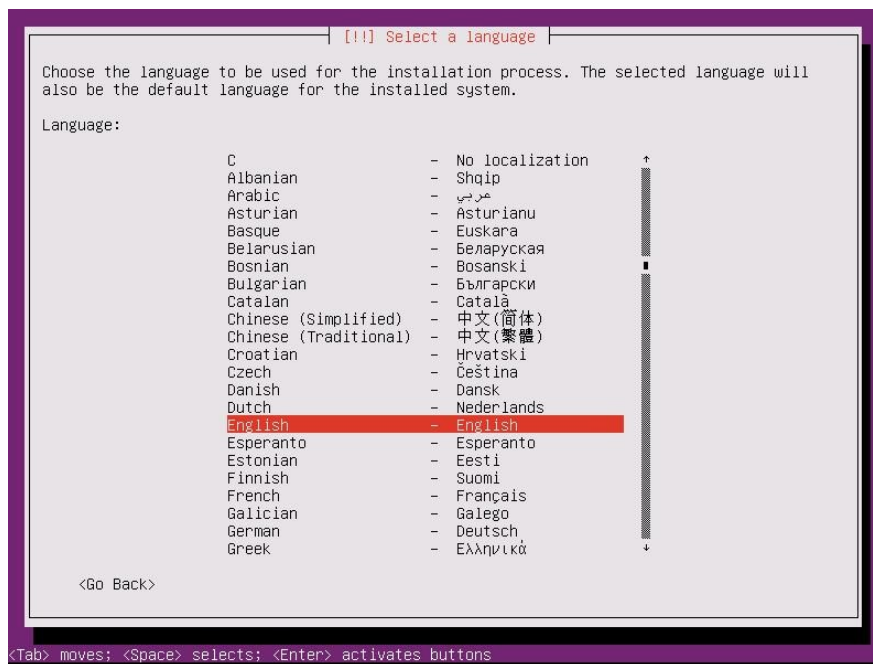 [!!] Select a language
Choose the language to be used for the installation process. The selected language will
also be the default language for the installed system.
Language:
C - No localization
Albanian - Shqip
Arabic - عربي
Asturian - Asturianu
Basque - Euskara
Belarusian - Беларуская
Bosnian - Bosanski
Bulgarian - Български
Catalan - Català
Chinese (Simplified) - 中文(简体)
Chinese (Traditional) - 中文(繁體)
Croatian - Hrvatski
Czech - Čeština
Danish - Dansk
Dutch - Nederlands
English - English
Esperanto - Esperanto
Estonian - Eesti
Finnish - Suomi
French - Français
Galician - Galego
German - Deutsch
Greek - Ελληνικά
<Go Back>
<Tab> moves; <Space> selects; <Enter> activates buttons